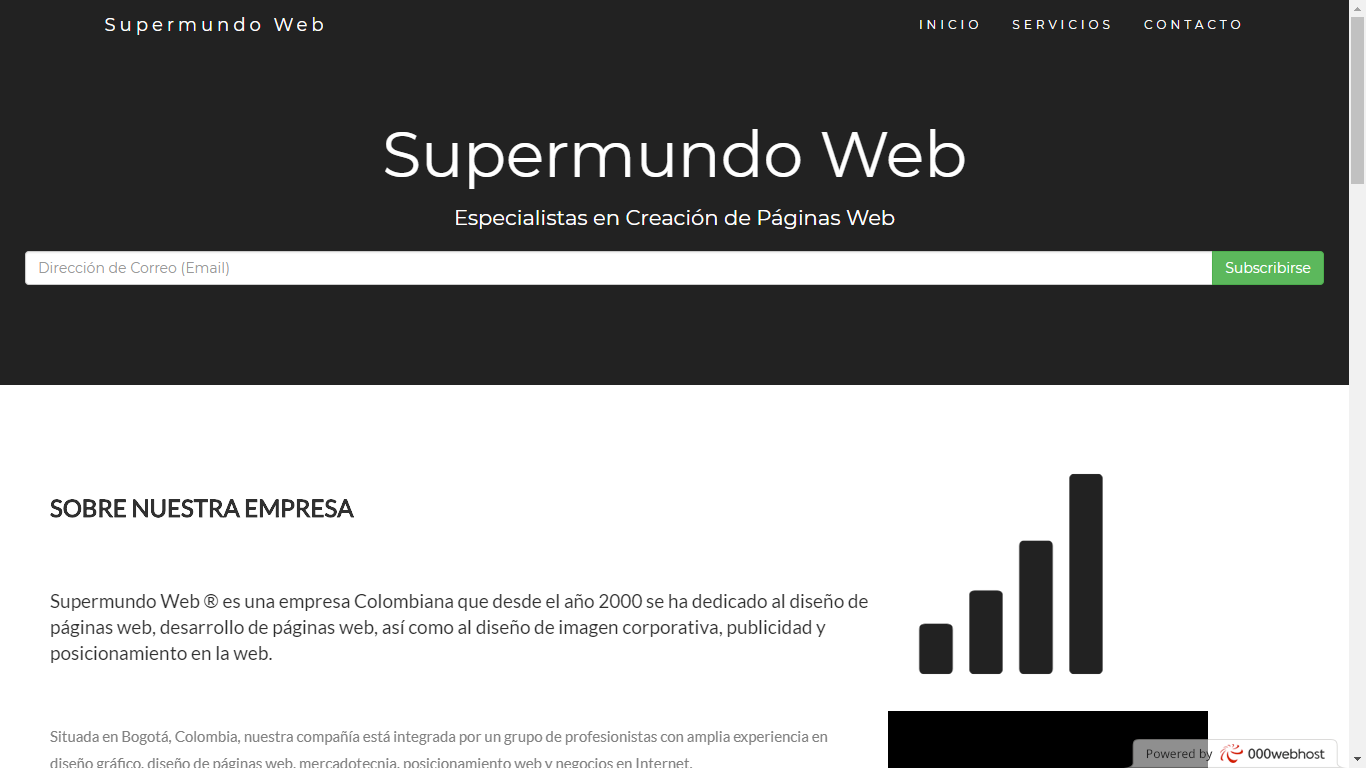 Supermundo Web
INICIO SERVICIOS CONTACTO
Supermundo Web
Especialistas en Creación de Páginas Web
Dirección de Correo (Email)
Subscribirse
SOBRE NUESTRA EMPRESA
Supermundo Web ® es una empresa Colombiana que desde el año 2000 se ha dedicado al diseño de
páginas web, desarrollo de páginas web, así como al diseño de imagen corporativa, publicidad y
posicionamiento en la web.
Situada en Bogotá, Colombia, nuestra compañía está integrada por un grupo de profesionistas con amplia experiencia en
diseño gráfico, diseño de páginas web, mercadotecnia, posicionamiento web y negocios en Internet.
Powered by 000webhost